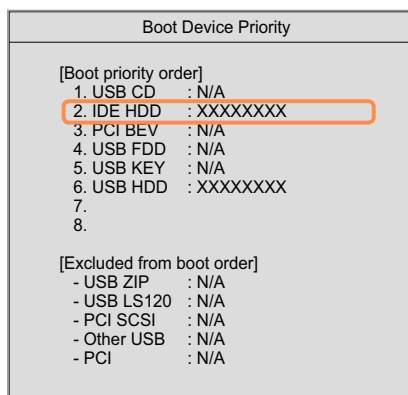 Boot Device Priority
[Boot priority order]
1. USB CD : N/A
2. IDE HDD : XXXXXXXX
3. PCI BEV : N/A
4. USB FDD : N/A
5. USB KEY : N/A
6. USB HDD : XXXXXXXX
7.
8.
[Excluded from boot order]
- USB ZIP : N/A
- USB LS120 : N/A
- PCI SCSI : N/A
- Other USB : N/A
- PCI : N/A